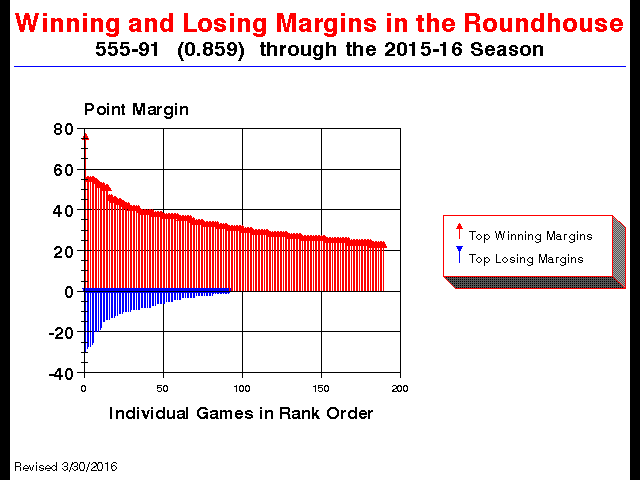 Winning and Losing Margins in the Roundhouse
555-91 (0.859) through the 2015-16 Season
Point Margin
80
60
40
20
0
-20
-40
0 50 100 150 200
Individual Games in Rank Order
Top Winning Margins
Top Losing Margins
Revised 3/30/2016